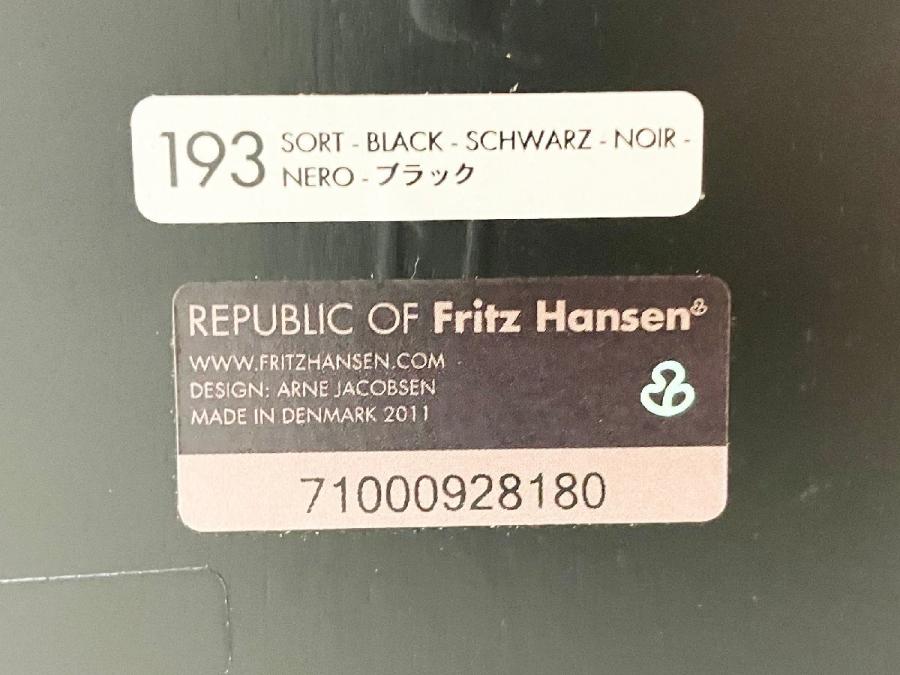 193
SORT - BLACK - SCHWARZ - NOIR -
NERO - ブラック
REPUBLIC OF Fritz Hansen
WWW.FRITZHANSEN.COM
DESIGN: ARNE JACOBSEN
MADE IN DENMARK 2011
71000928180